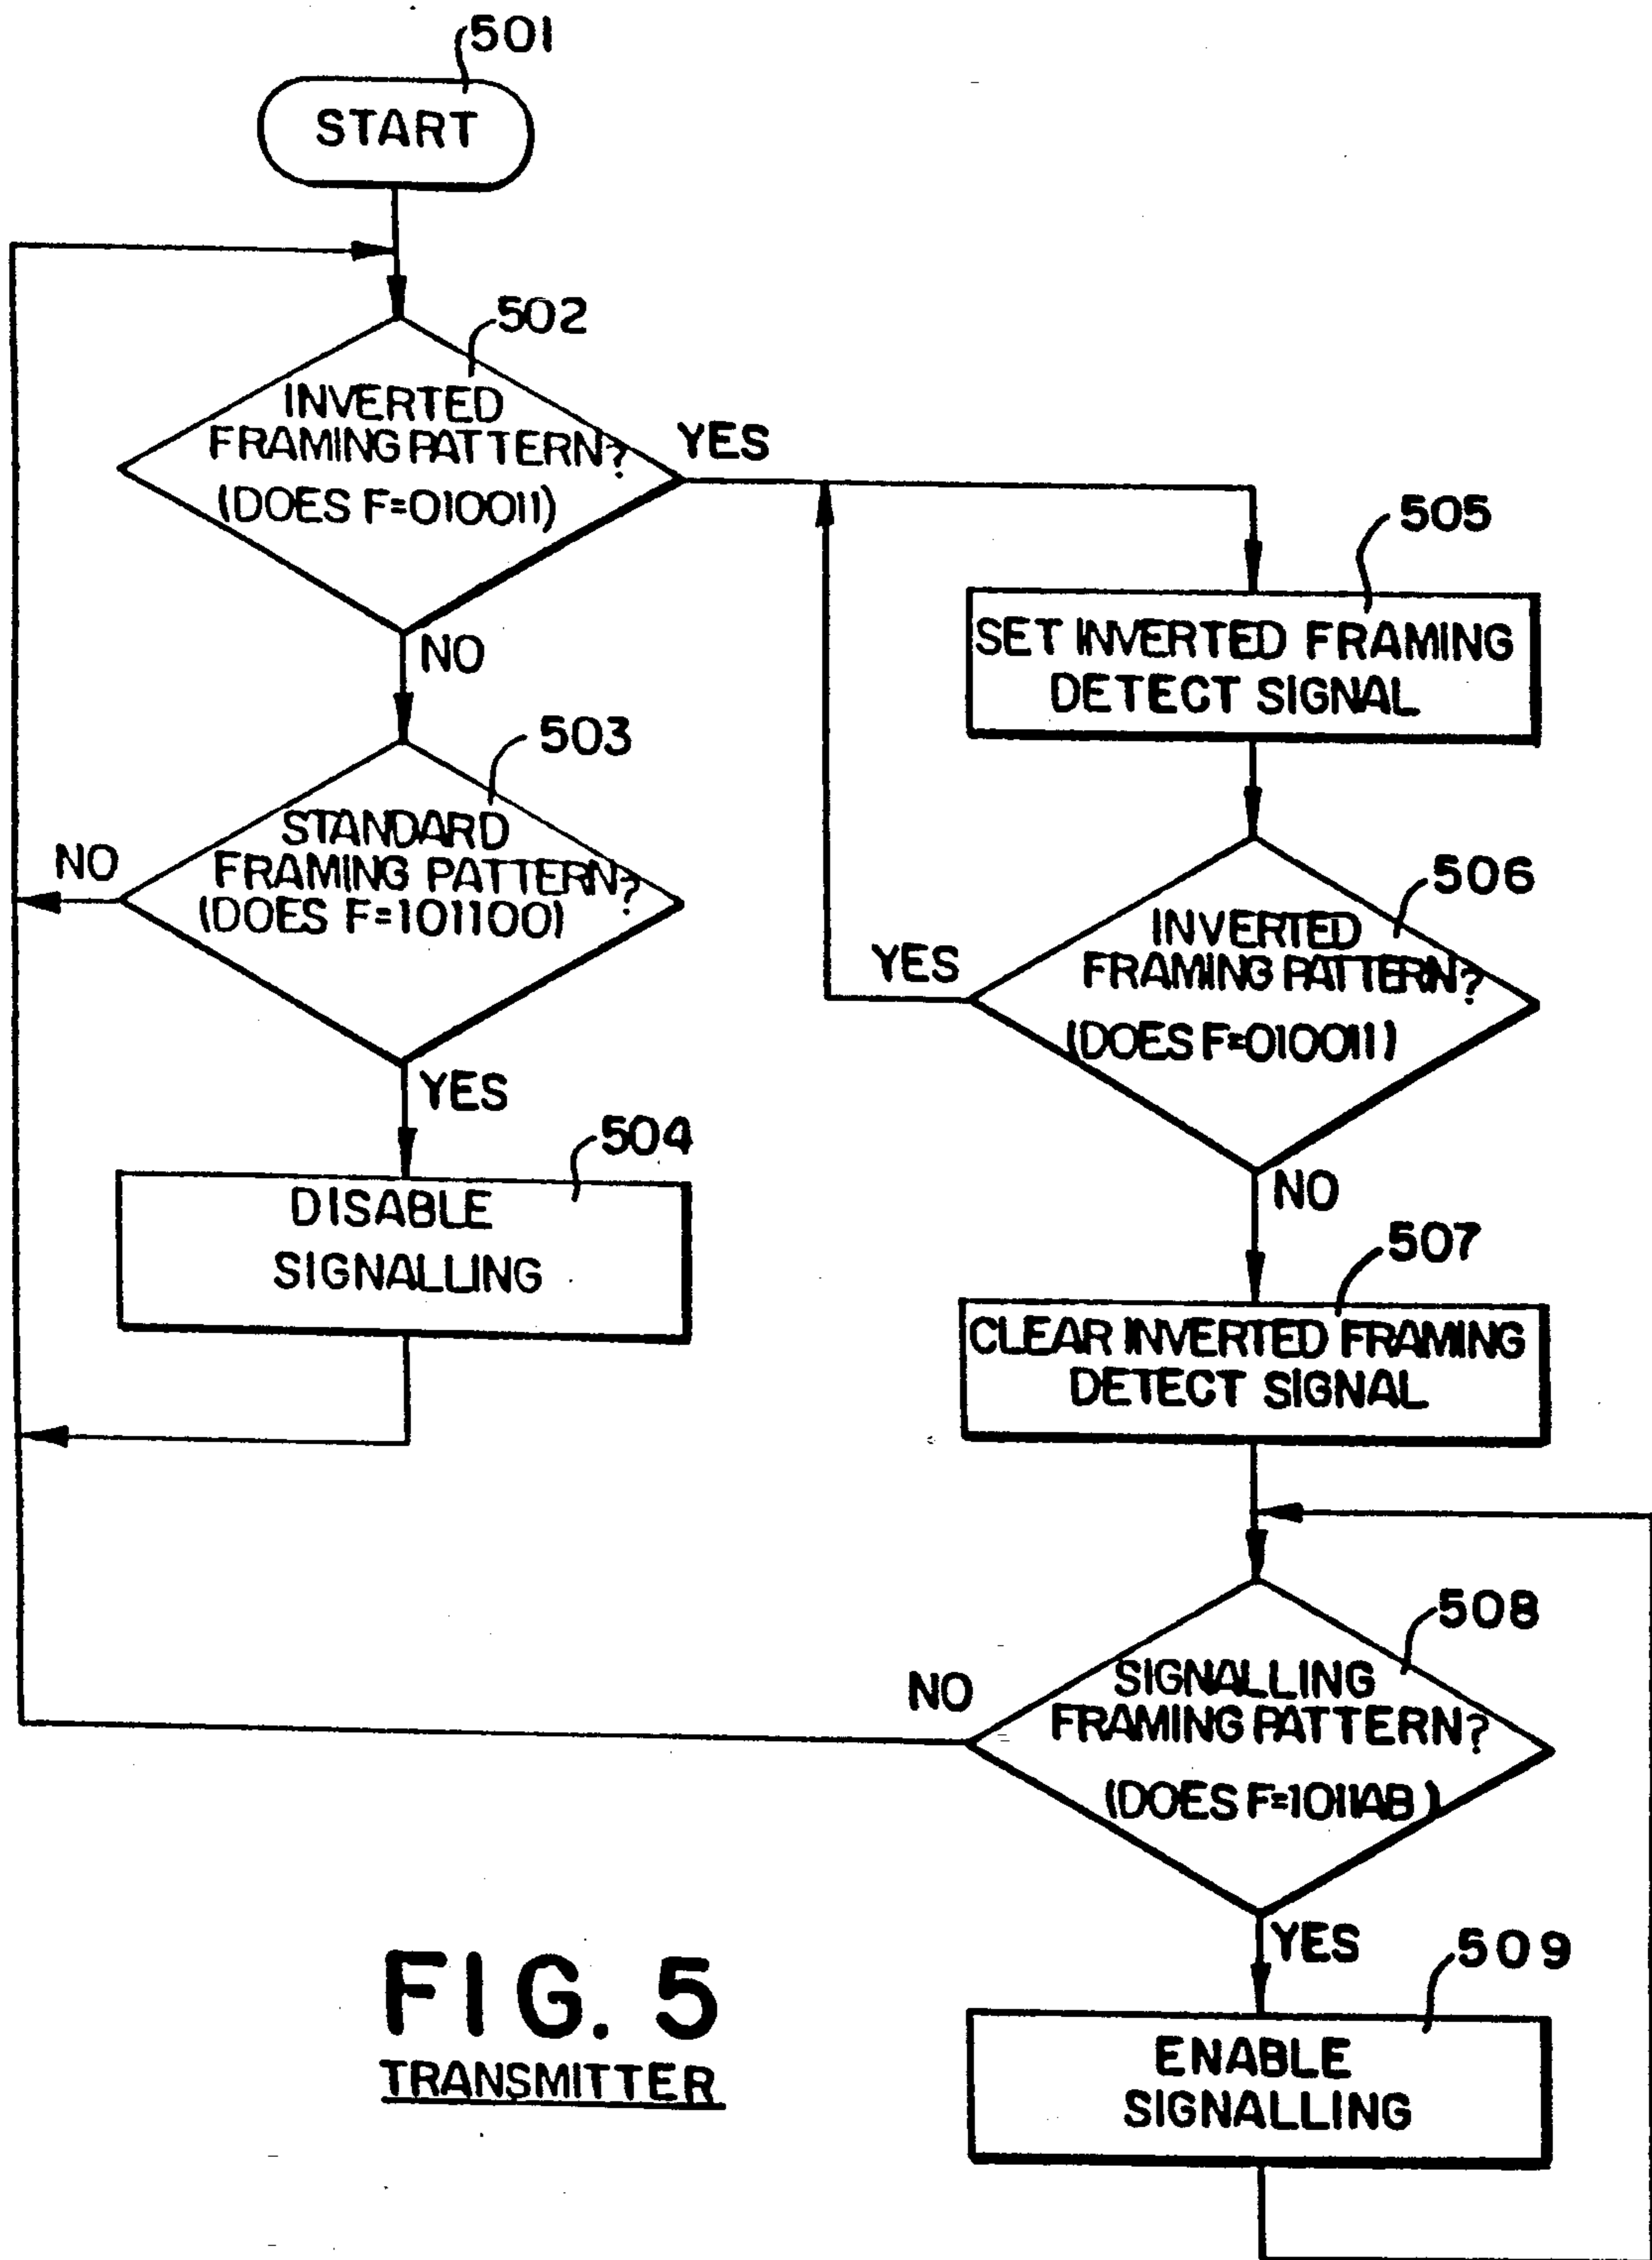 501
START
502
INVERTED
FRAMING PATTERN?
(DOES F=010011)
YES
NO
503
STANDARD
FRAMING PATTERN?
(DOES F=101100)
NO
YES
504
DISABLE
SIGNALLING
505
SET INVERTED FRAMING
DETECT SIGNAL
506
INVERTED
FRAMING PATTERN?
(DOES F=010011)
YES
NO
507
CLEAR INVERTED FRAMING
DETECT SIGNAL
508
SIGNALLING
FRAMING PATTERN?
(DOES F=1011AB)
NO
YES
509
ENABLE
SIGNALLING
FIG. 5
TRANSMITTER